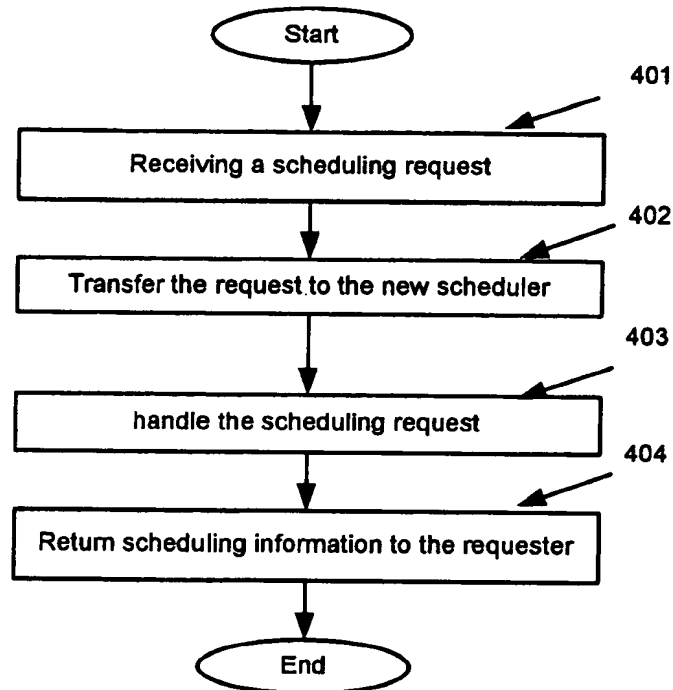 Start
401
Receiving a scheduling request
402
Transfer the request to the new scheduler
403
handle the scheduling request
404
Return scheduling information to the requester
End